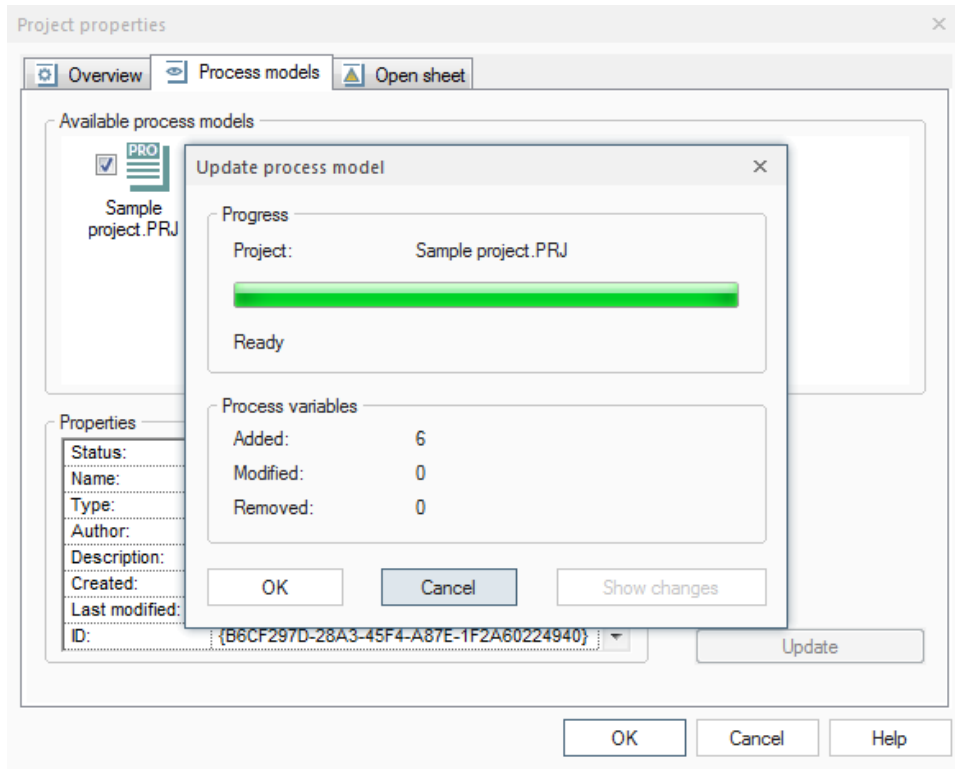 Project properties
Overview
Process models
Open sheet
Available process models
PRO
Sample
project.PRJ
Update process model
Progress
Project: Sample project.PRJ
Ready
Process variables
Added: 6
Modified: 0
Removed: 0
OK Cancel Show changes
Properties
Status:
Name:
Type:
Author:
Description:
Created:
Last modified:
ID: {B6CF297D-28A3-45F4-A87E-1F2A60224940}
Update
OK Cancel Help